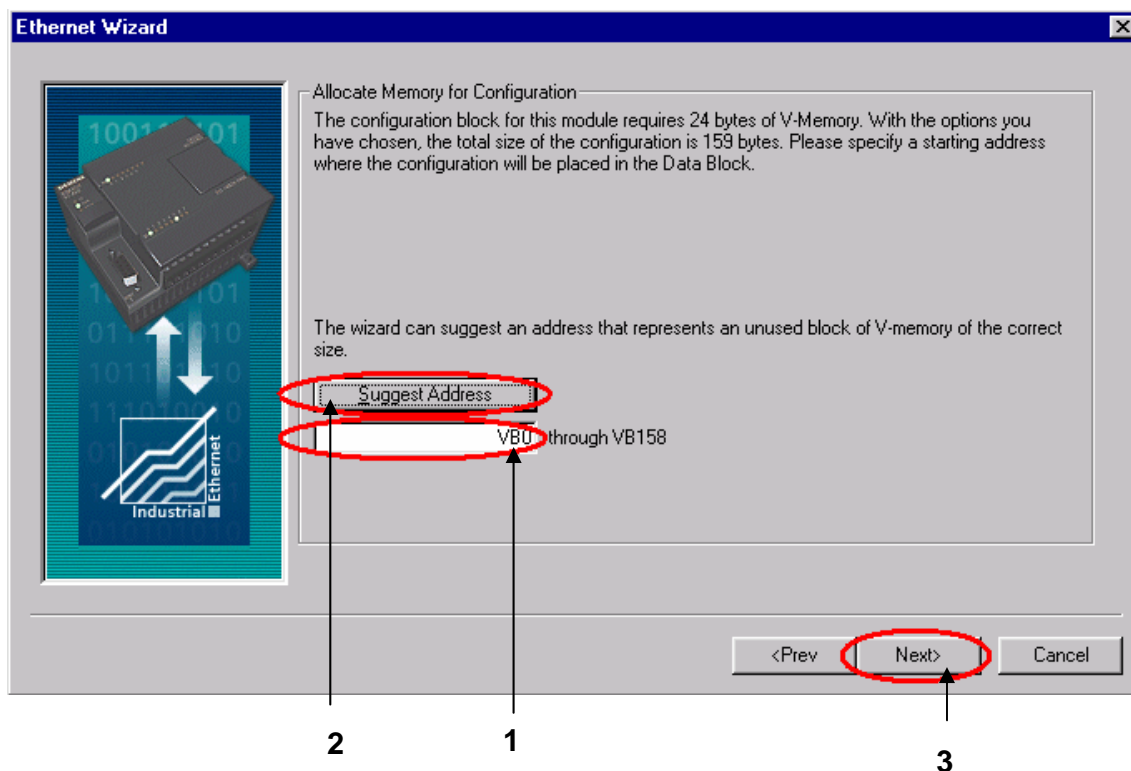 Ethernet Wizard
Allocate Memory for Configuration
The configuration block for this module requires 24 bytes of V-Memory. With the options you
have chosen, the total size of the configuration is 159 bytes. Please specify a starting address
where the configuration will be placed in the Data Block.
The wizard can suggest an address that represents an unused block of V-memory of the correct
size.
Suggest Address
VB0 through VB158
Industrial
Ethernet
<Prev
Next>
Cancel
2
1
3